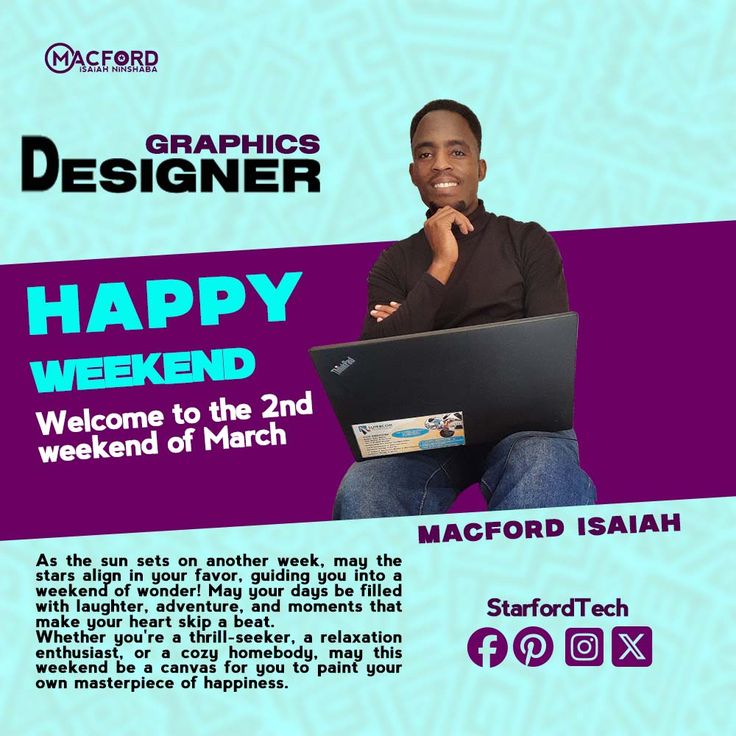 MACFORD
ISAIAH NINSHABA
GRAPHICS
DESIGNER
HAPPY
WEEKEND
Welcome to the 2nd
weekend of March
ThinkPad
MACFORD ISAIAH
As the sun sets on another week, may the
stars align in your favor, guiding you into a
weekend of wonder! May your days be filled
with laughter, adventure, and moments that
make your heart skip a beat.
Whether you're a thrill-seeker, a relaxation
enthusiast, or a cozy homebody, may this
weekend be a canvas for you to paint your
own masterpiece of happiness.
StarfordTech